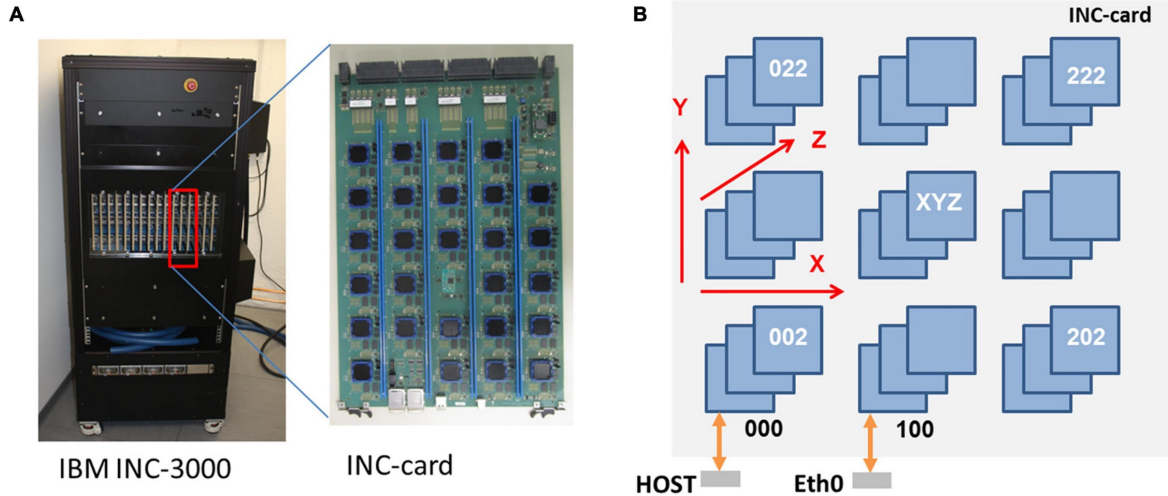 A
IBM INC-3000
INC-card
B
INC-card
022
222
Y
Z
XYZ
X
002
202
000
100
HOST
Eth0